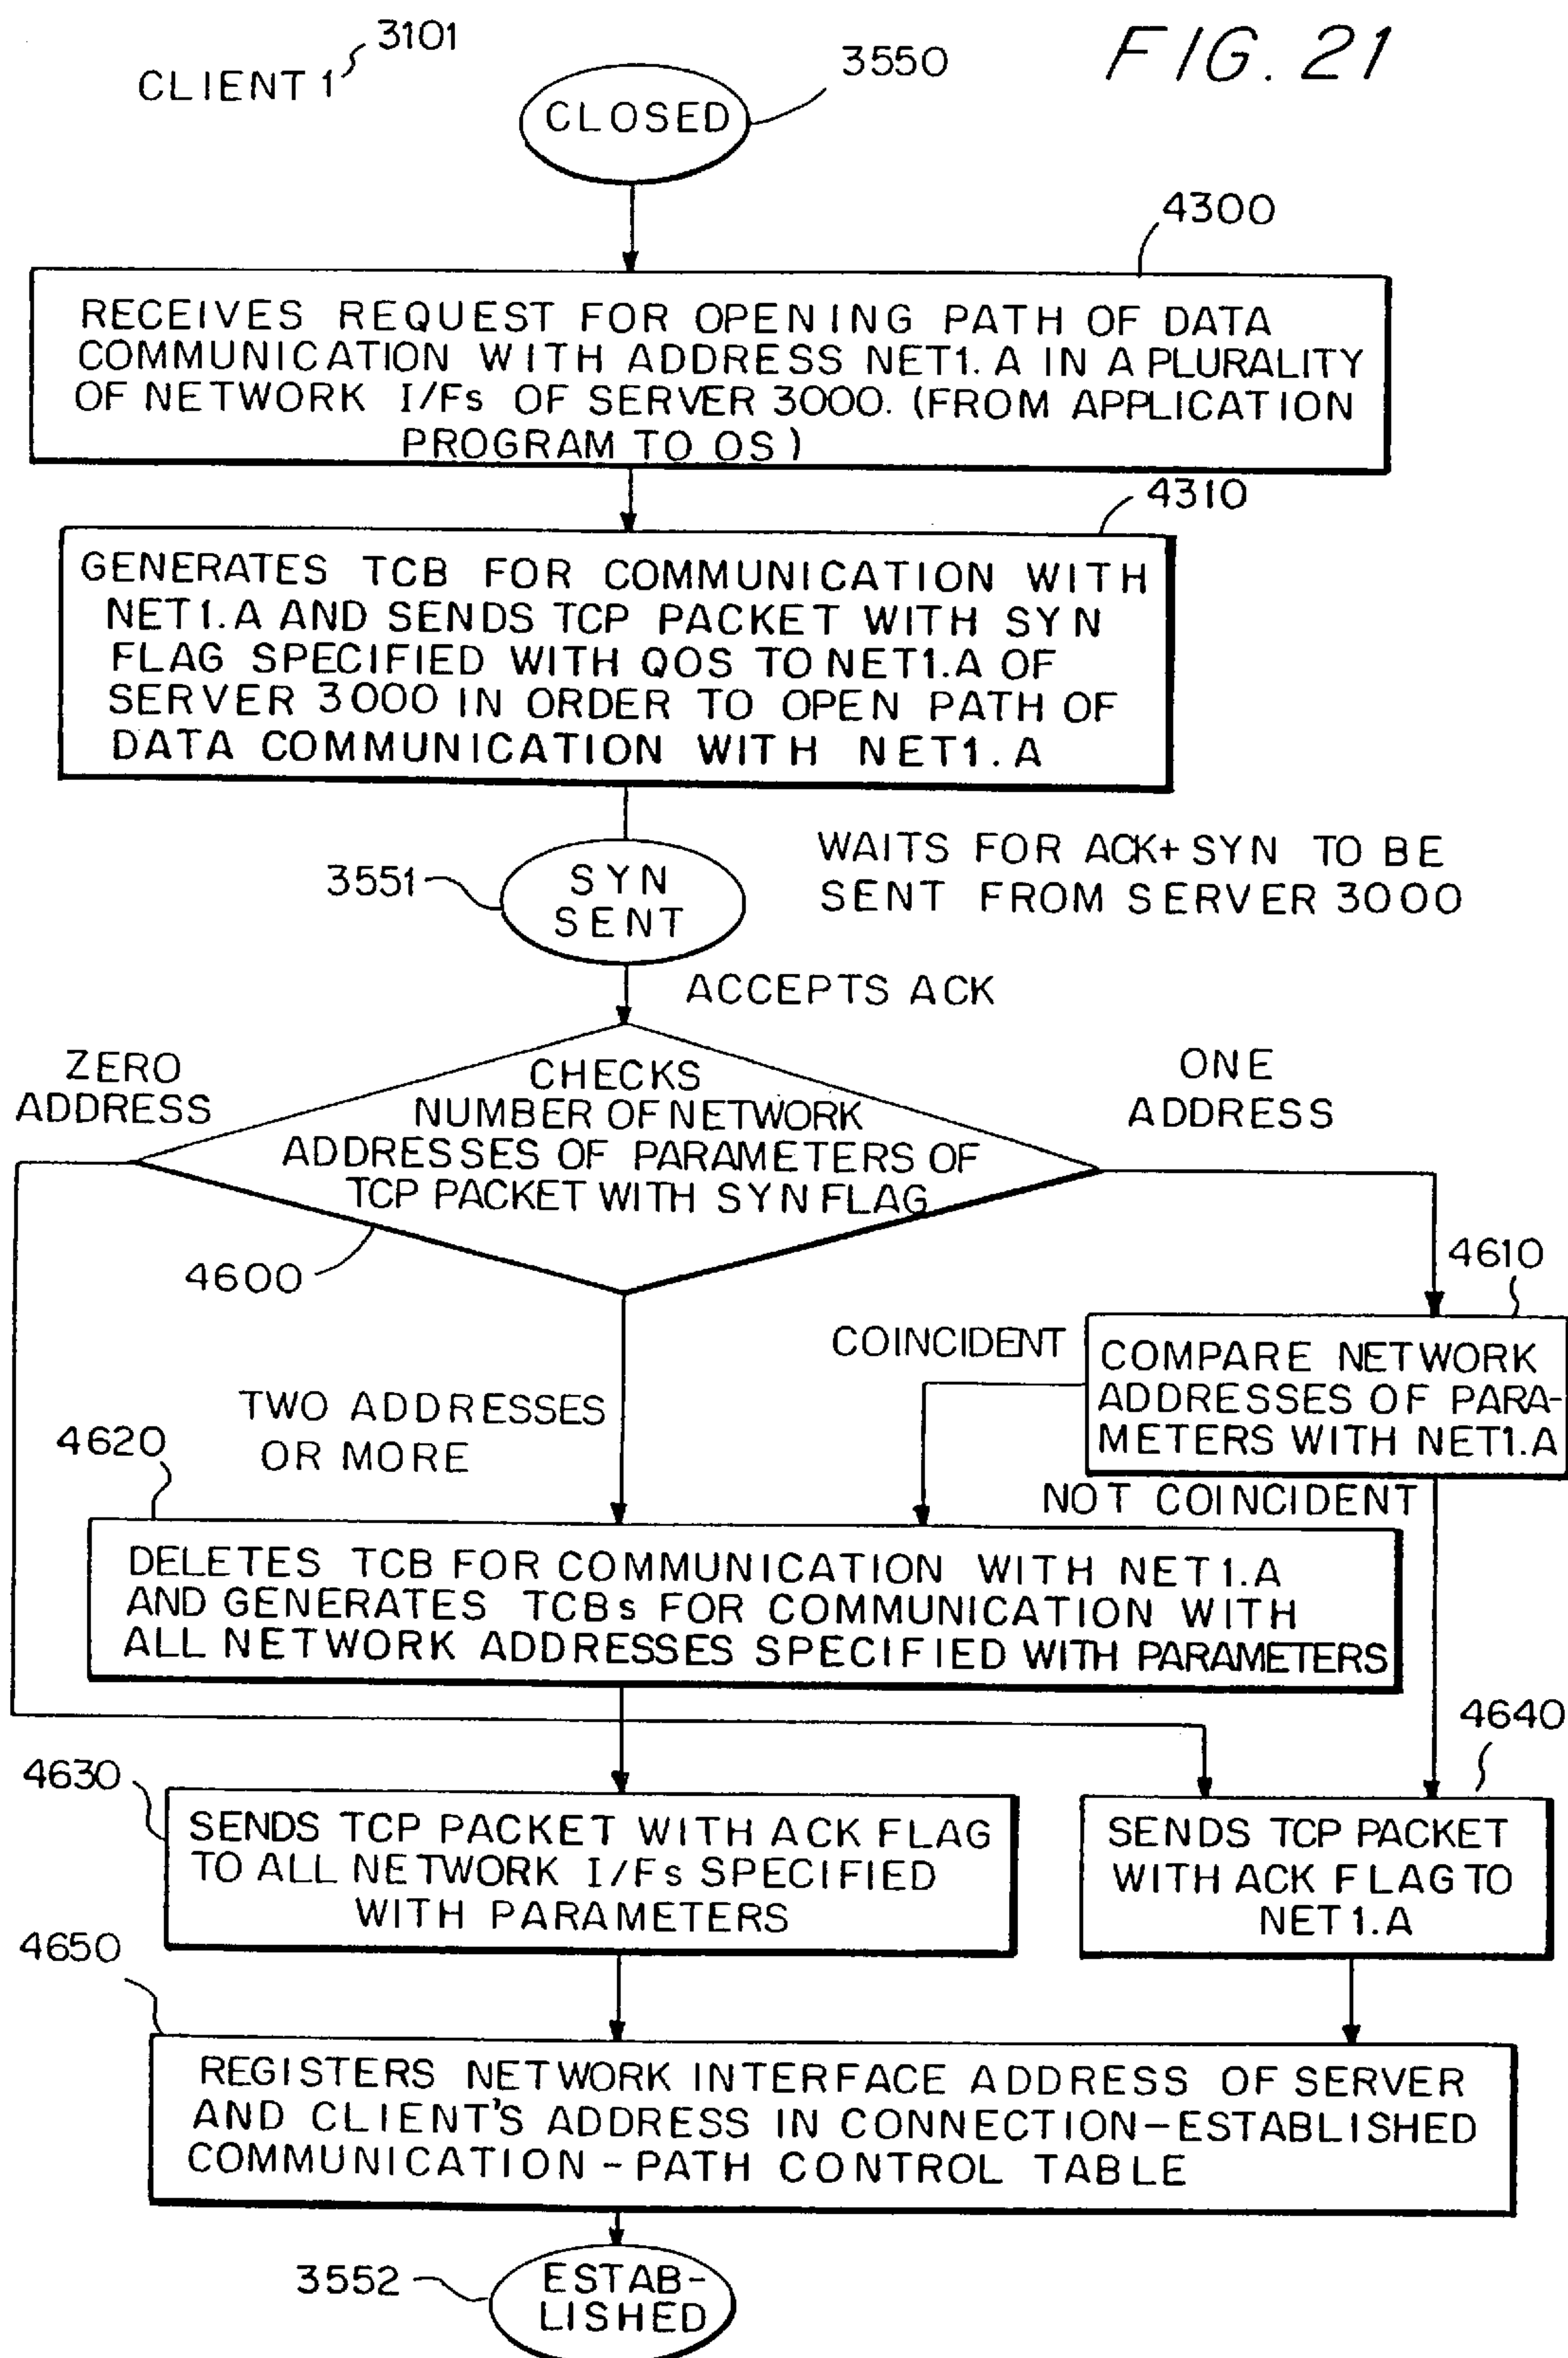 CLIENT 1
3101
3550
FIG. 21
CLOSED
4300
RECEIVES REQUEST FOR OPENING PATH OF DATA
COMMUNICATION WITH ADDRESS NET1.A IN A PLURALITY
OF NETWORK I/Fs OF SERVER 3000. (FROM APPLICATION
PROGRAM TO OS)
4310
GENERATES TCB FOR COMMUNICATION WITH
NET1.A AND SENDS TCP PACKET WITH SYN
FLAG SPECIFIED WITH QOS TO NET1.A OF
SERVER 3000 IN ORDER TO OPEN PATH OF
DATA COMMUNICATION WITH NET1.A
3551
SYN
SENT
WAITS FOR ACK+SYN TO BE
SENT FROM SERVER 3000
ACCEPTS ACK
ZERO
ADDRESS
CHECKS
NUMBER OF NETWORK
ADDRESSES OF PARAMETERS OF
TCP PACKET WITH SYN FLAG
ONE
ADDRESS
4600
4610
COINCIDENT
COMPARE NETWORK
ADDRESSES OF PARA-
METERS WITH NET1.A
TWO ADDRESSES
OR MORE
4620
NOT COINCIDENT
DELETES TCB FOR COMMUNICATION WITH NET1.A
AND GENERATES TCBs FOR COMMUNICATION WITH
ALL NETWORK ADDRESSES SPECIFIED WITH PARAMETERS
4630
4640
SENDS TCP PACKET WITH ACK FLAG
TO ALL NETWORK I/Fs SPECIFIED
WITH PARAMETERS
SENDS TCP PACKET
WITH ACK FLAG TO
NET1.A
4650
REGISTERS NETWORK INTERFACE ADDRESS OF SERVER
AND CLIENT'S ADDRESS IN CONNECTION-ESTABLISHED
COMMUNICATION-PATH CONTROL TABLE
3552
ESTAB-
LISHED